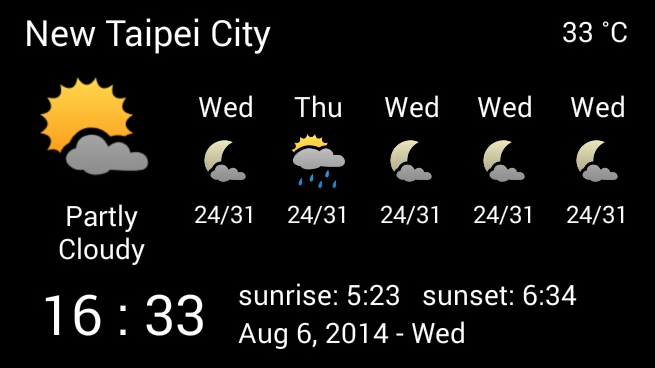 New Taipei City 33 °C
Wed Thu Wed Wed Wed
24/31 24/31 24/31 24/31 24/31
Partly
Cloudy
16 : 33
sunrise: 5:23 sunset: 6:34
Aug 6, 2014 - Wed